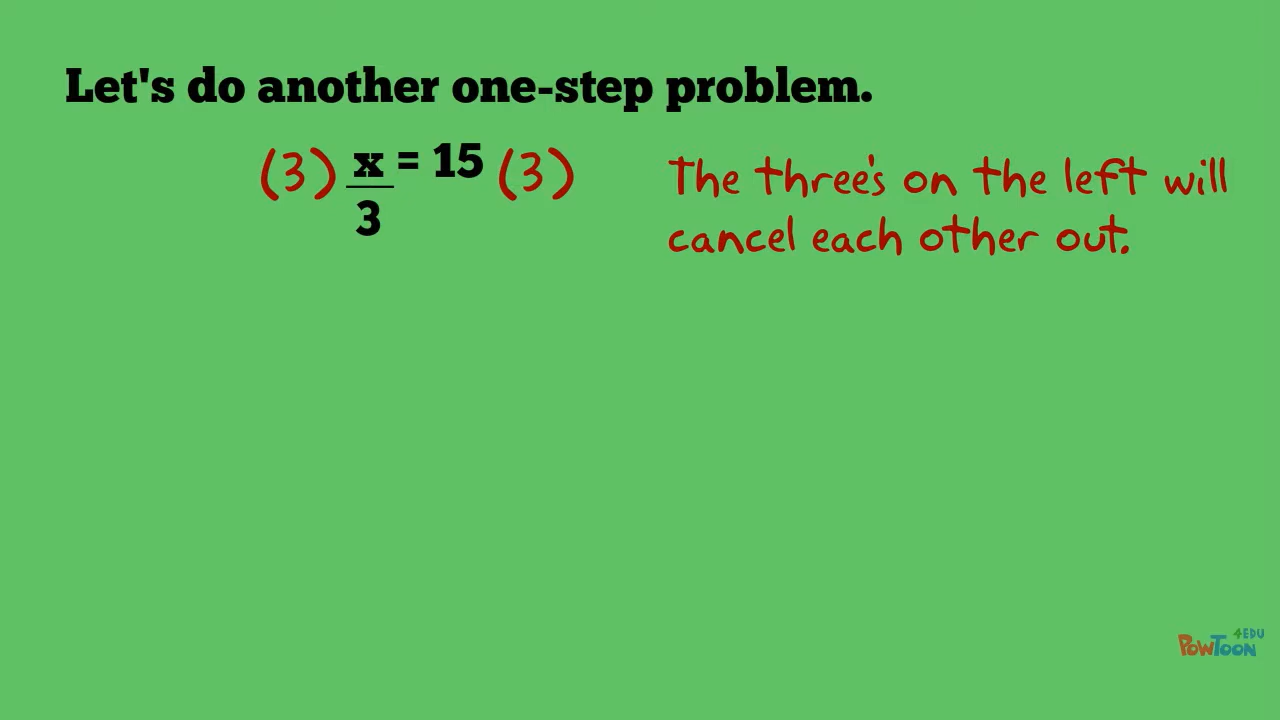 Let's do another one-step problem.
(3) x = 15 (3)
3
The three's on the left will
cancel each other out.
4EDU
POWTOON